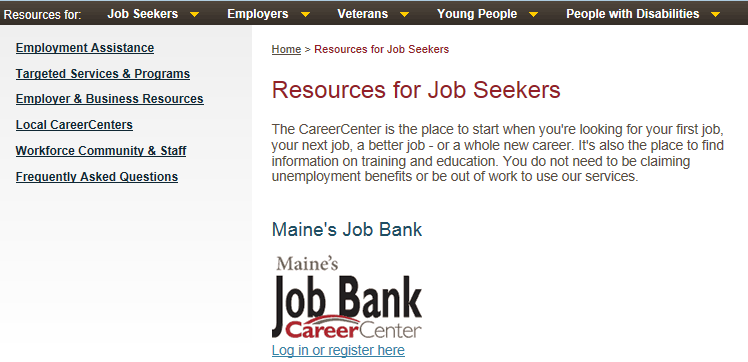 Resources for: Job Seekers Employers Veterans Young People People with Disabilities
Employment Assistance
Targeted Services & Programs
Employer & Business Resources
Local CareerCenters
Workforce Community & Staff
Frequently Asked Questions
Home > Resources for Job Seekers
Resources for Job Seekers
The CareerCenter is the place to start when you're looking for your first job,
your next job, a better job - or a whole new career. It's also the place to find
information on training and education. You do not need to be claiming
unemployment benefits or be out of work to use our services.
Maine's Job Bank
Maine's
Job Bank
CareerCenter
Log in or register here